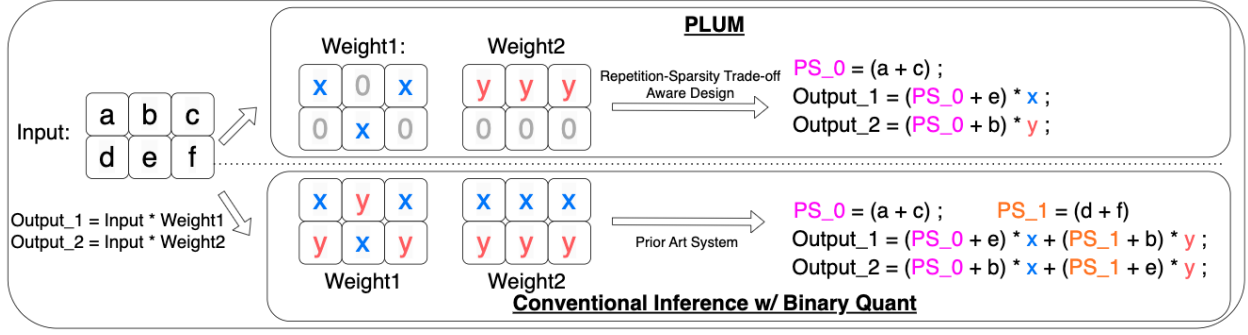 PLUM
Weight1:
Weight2
x 0 x
0 x 0
y y y
0 0 0
Repetition-Sparsity Trade-off
Aware Design
PS_0 = (a + c) ;
Output_1 = (PS_0 + e) * x ;
Output_2 = (PS_0 + b) * y ;
Input:
a b c
d e f
Output_1 = Input * Weight1
Output_2 = Input * Weight2
x y x
y x y
Weight1
x x x
y y y
Weight2
Prior Art System
PS_0 = (a + c) ; PS_1 = (d + f)
Output_1 = (PS_0 + e) * x + (PS_1 + b) * y ;
Output_2 = (PS_0 + b) * x + (PS_1 + e) * y ;
Conventional Inference w/ Binary Quant